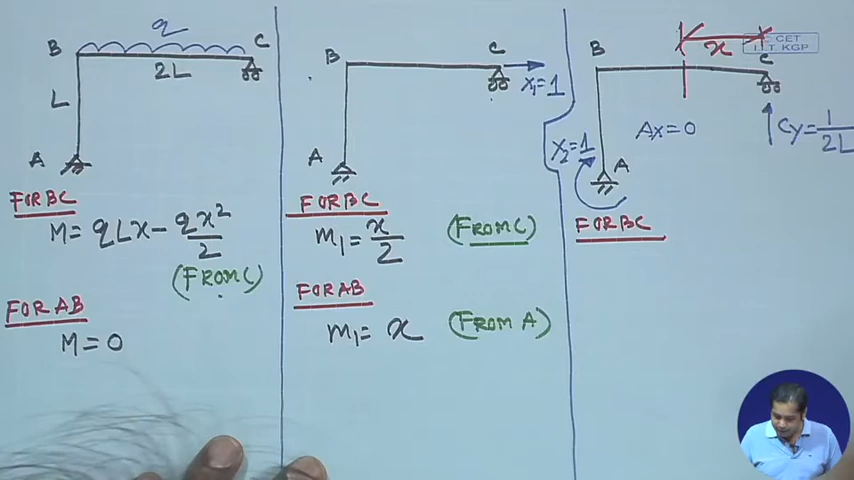 q
B
C
2L
L
A
FOR BC
M = qLx - qx²/2
(FROM C)
FOR AB
M = 0
B
C
X₁=1
A
FOR BC
m₁ = x/2
(FROM C)
FOR AB
m₁ = x
(FROM A)
CET
I.I.T. KGP
x
B
C
X₂=1
Ax=0
Cy=1/2L
A
FOR BC